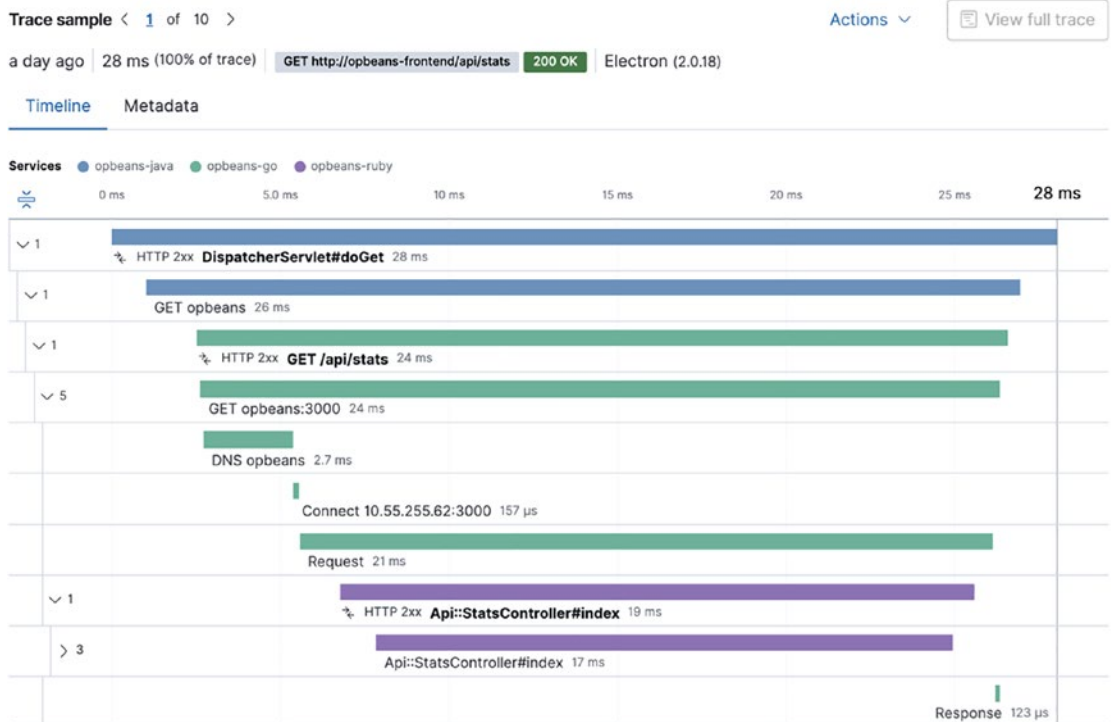 Trace sample < 1 of 10 > Actions View full trace
a day ago 28 ms (100% of trace) GET http://opbeans-frontend/api/stats 200 OK Electron (2.0.18)
Timeline Metadata
Services opbeans-java opbeans-go opbeans-ruby
0 ms 5.0 ms 10 ms 15 ms 20 ms 25 ms 28 ms
1
HTTP 2xx DispatcherServlet#doGet 28 ms
1
GET opbeans 26 ms
1
HTTP 2xx GET /api/stats 24 ms
5
GET opbeans:3000 24 ms
DNS opbeans 2.7 ms
Connect 10.55.255.62:3000 157 μs
Request 21 ms
1
HTTP 2xx Api::StatsController#index 19 ms
3
Api::StatsController#index 17 ms
Response 123 μs